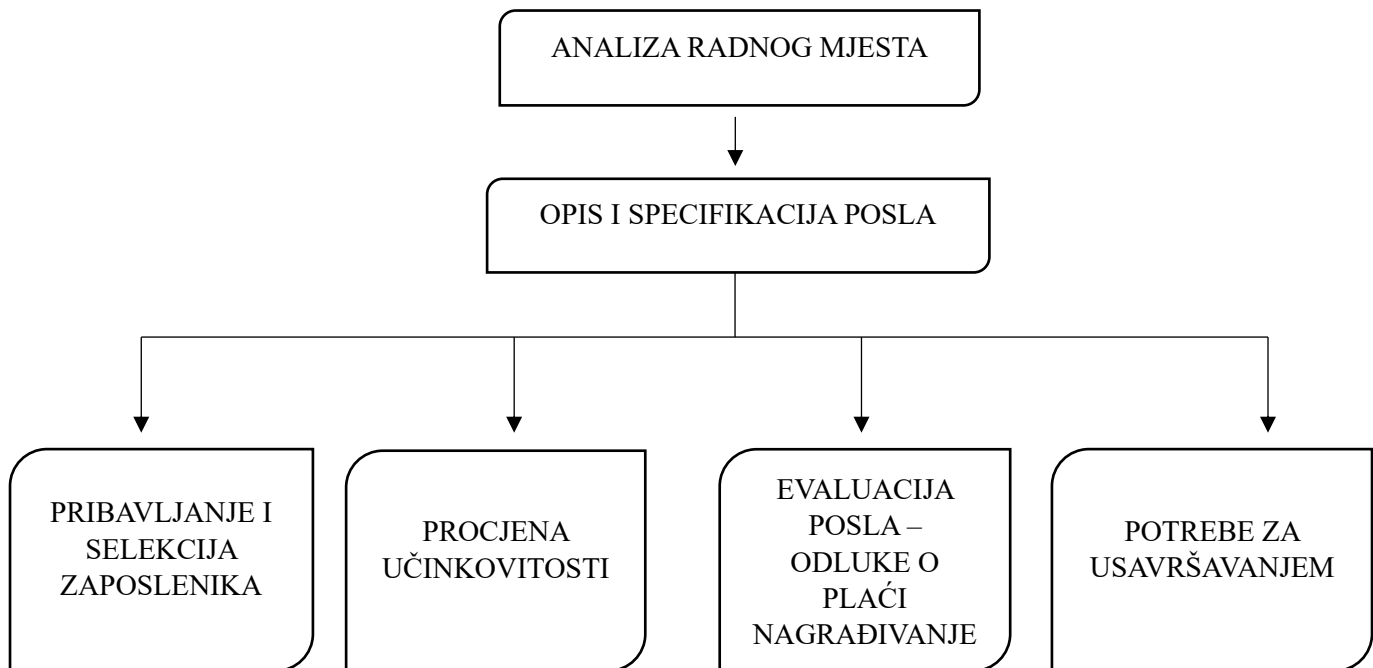 ANALIZA RADNOG MJESTA
OPIS I SPECIFIKACIJA POSLA
PRIBAVLJANJE I
SELEKCIJA
ZAPOSLENIKA
PROCJENA
UČINKOVITOSTI
EVALUACIJA
POSLA –
ODLUKE O
PLAĆI
NAGRAĐIVANJE
POTREBE ZA
USAVRŠAVANJEM